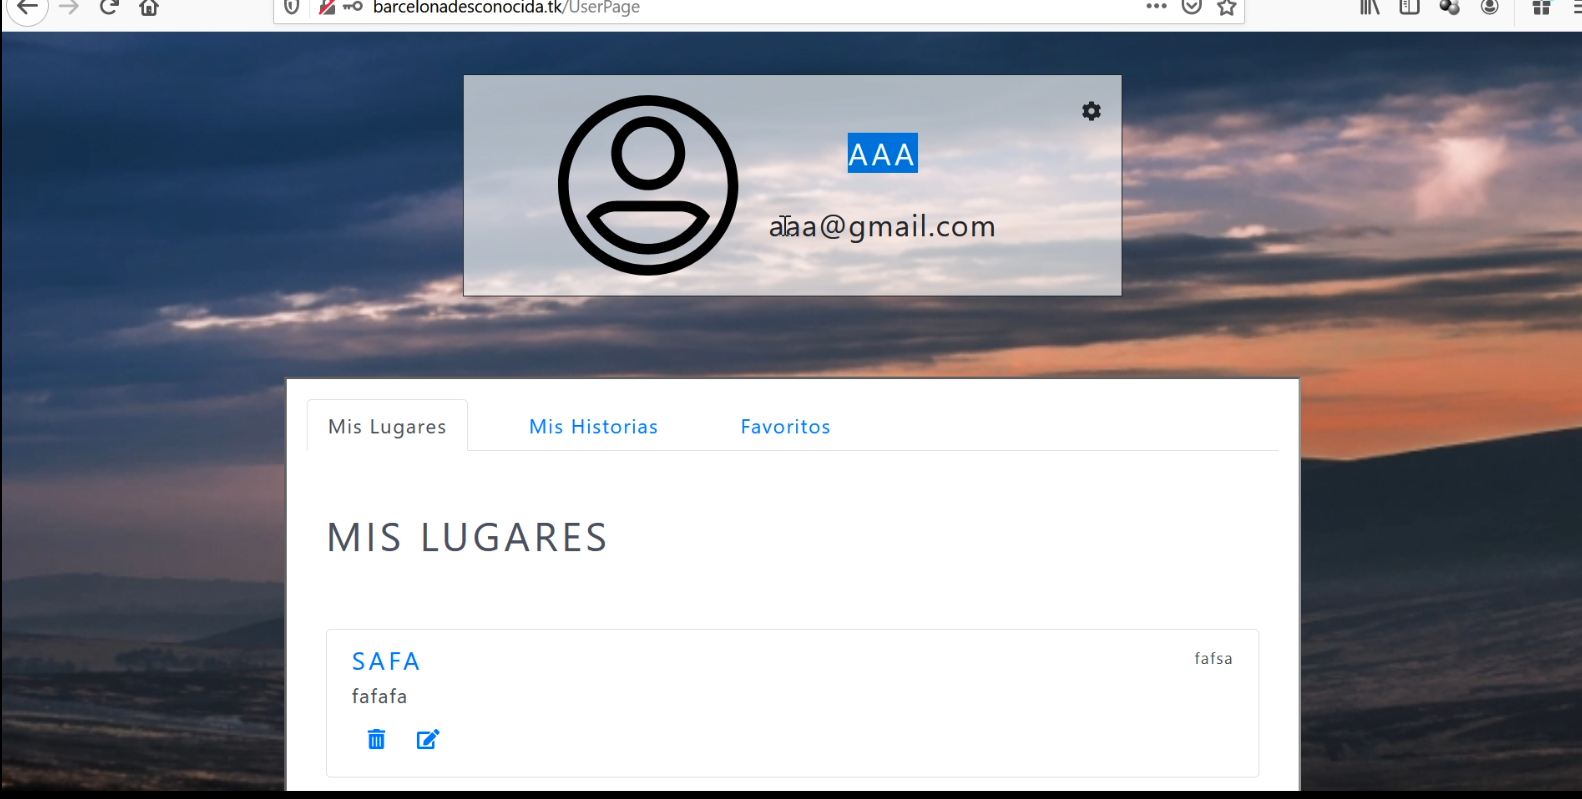 barcelonadesconocida.tk/UserPage
AAA
aaa@gmail.com
Mis Lugares
Mis Historias
Favoritos
MIS LUGARES
SAFA
fafsa
fafafa